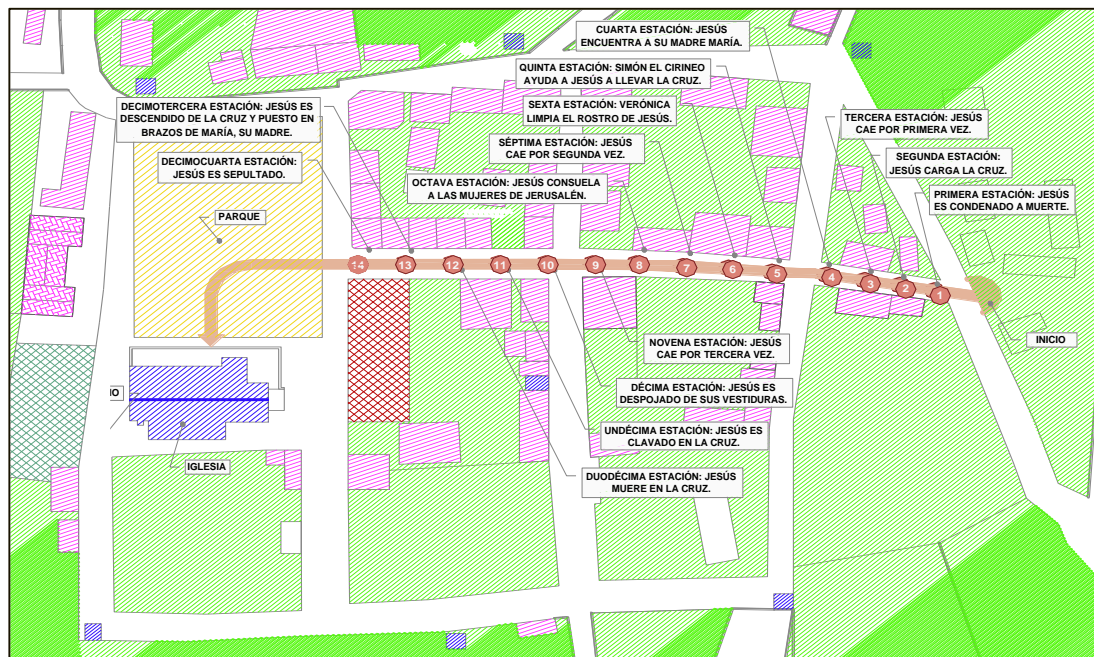 CUARTA ESTACIÓN: JESÚS
ENCUENTRA A SU MADRE MARÍA.
QUINTA ESTACIÓN: SIMÓN EL CIRINEO
AYUDA A JESÚS A LLEVAR LA CRUZ.
DECIMOTERCERA ESTACIÓN: JESÚS ES
DESCENDIDO DE LA CRUZ Y PUESTO EN
BRAZOS DE MARÍA, SU MADRE.
SEXTA ESTACIÓN: VERÓNICA
LIMPIA EL ROSTRO DE JESÚS.
TERCERA ESTACIÓN: JESÚS
CAE POR PRIMERA VEZ.
SÉPTIMA ESTACIÓN: JESÚS
CAE POR SEGUNDA VEZ.
DECIMOCUARTA ESTACIÓN:
JESÚS ES SEPULTADO.
SEGUNDA ESTACIÓN:
JESÚS CARGA LA CRUZ.
OCTAVA ESTACIÓN: JESÚS CONSUELA
A LAS MUJERES DE JERUSALÉN.
PRIMERA ESTACIÓN: JESÚS
ES CONDENADO A MUERTE.
PARQUE
14 13 12 11 10 9 8 7 6 5 4 3 2 1
INICIO
NOVENA ESTACIÓN: JESÚS
CAE POR TERCERA VEZ.
DÉCIMA ESTACIÓN: JESÚS ES
DESPOJADO DE SUS VESTIDURAS.
UNDÉCIMA ESTACIÓN: JESÚS ES
CLAVADO EN LA CRUZ.
IGLESIA
DUODÉCIMA ESTACIÓN: JESÚS
MUERE EN LA CRUZ.